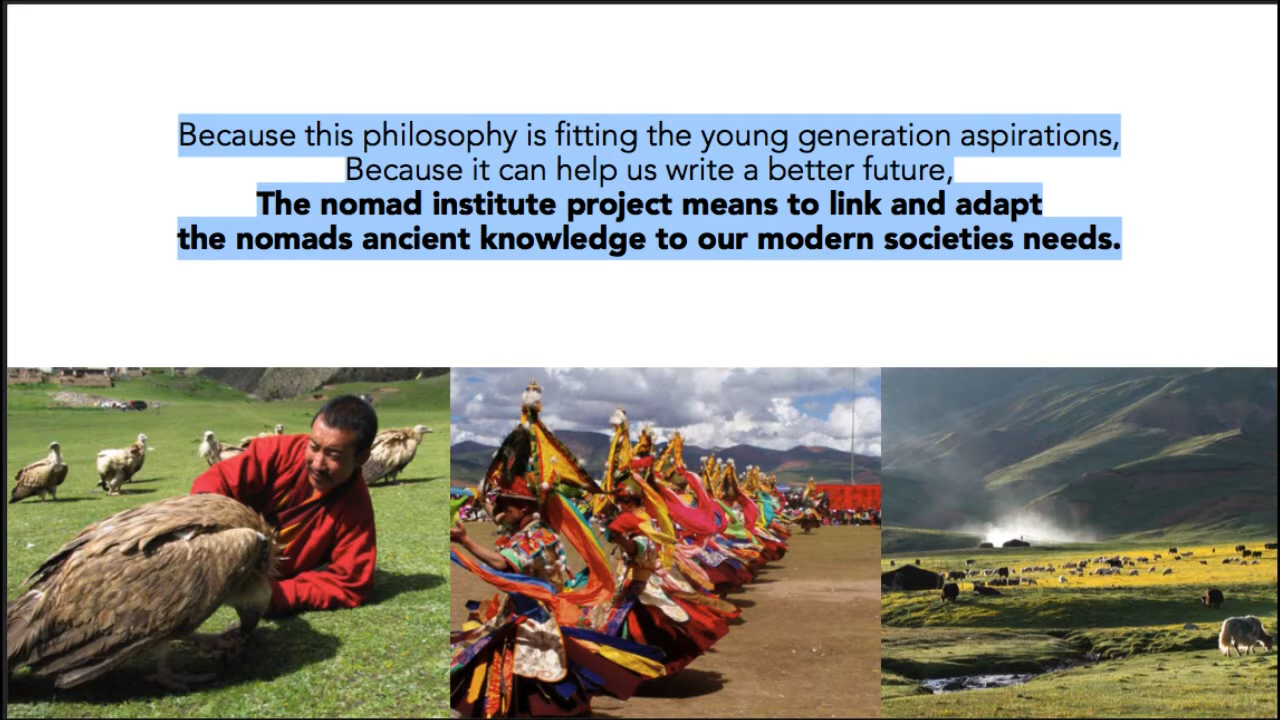 Because this philosophy is fitting the young generation aspirations,
Because it can help us write a better future,
The nomad institute project means to link and adapt
the nomads ancient knowledge to our modern societies needs.